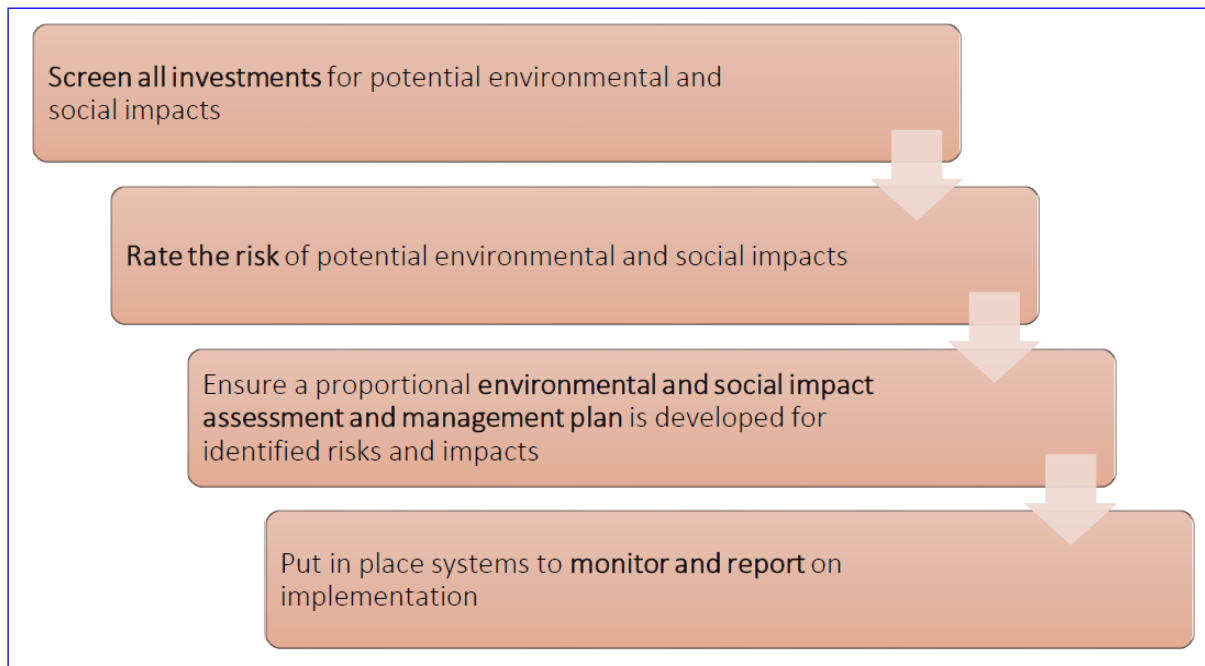 Screen all investments for potential environmental and
social impacts
Rate the risk of potential environmental and social impacts
Ensure a proportional environmental and social impact
assessment and management plan is developed for
identified risks and impacts
Put in place systems to monitor and report on
implementation